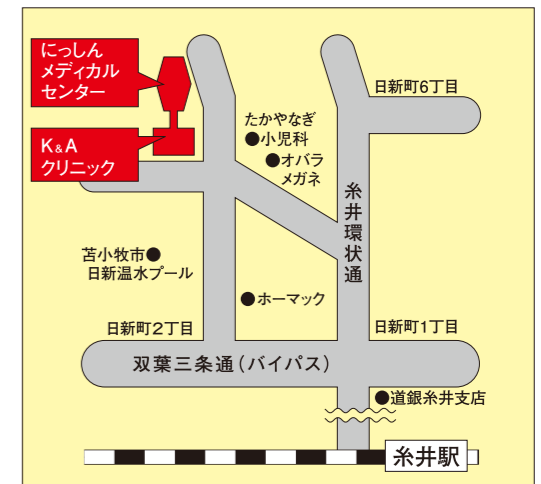 にっしん
メディカル
センター
K&A
クリニック
日新町6丁目
たかやなぎ
●小児科
●オバラ
メガネ
糸井環状通
苫小牧市●
日新温水プール
●ホーマック
日新町2丁目
日新町1丁目
双葉三条通(バイパス)
●道銀糸井支店
糸井駅